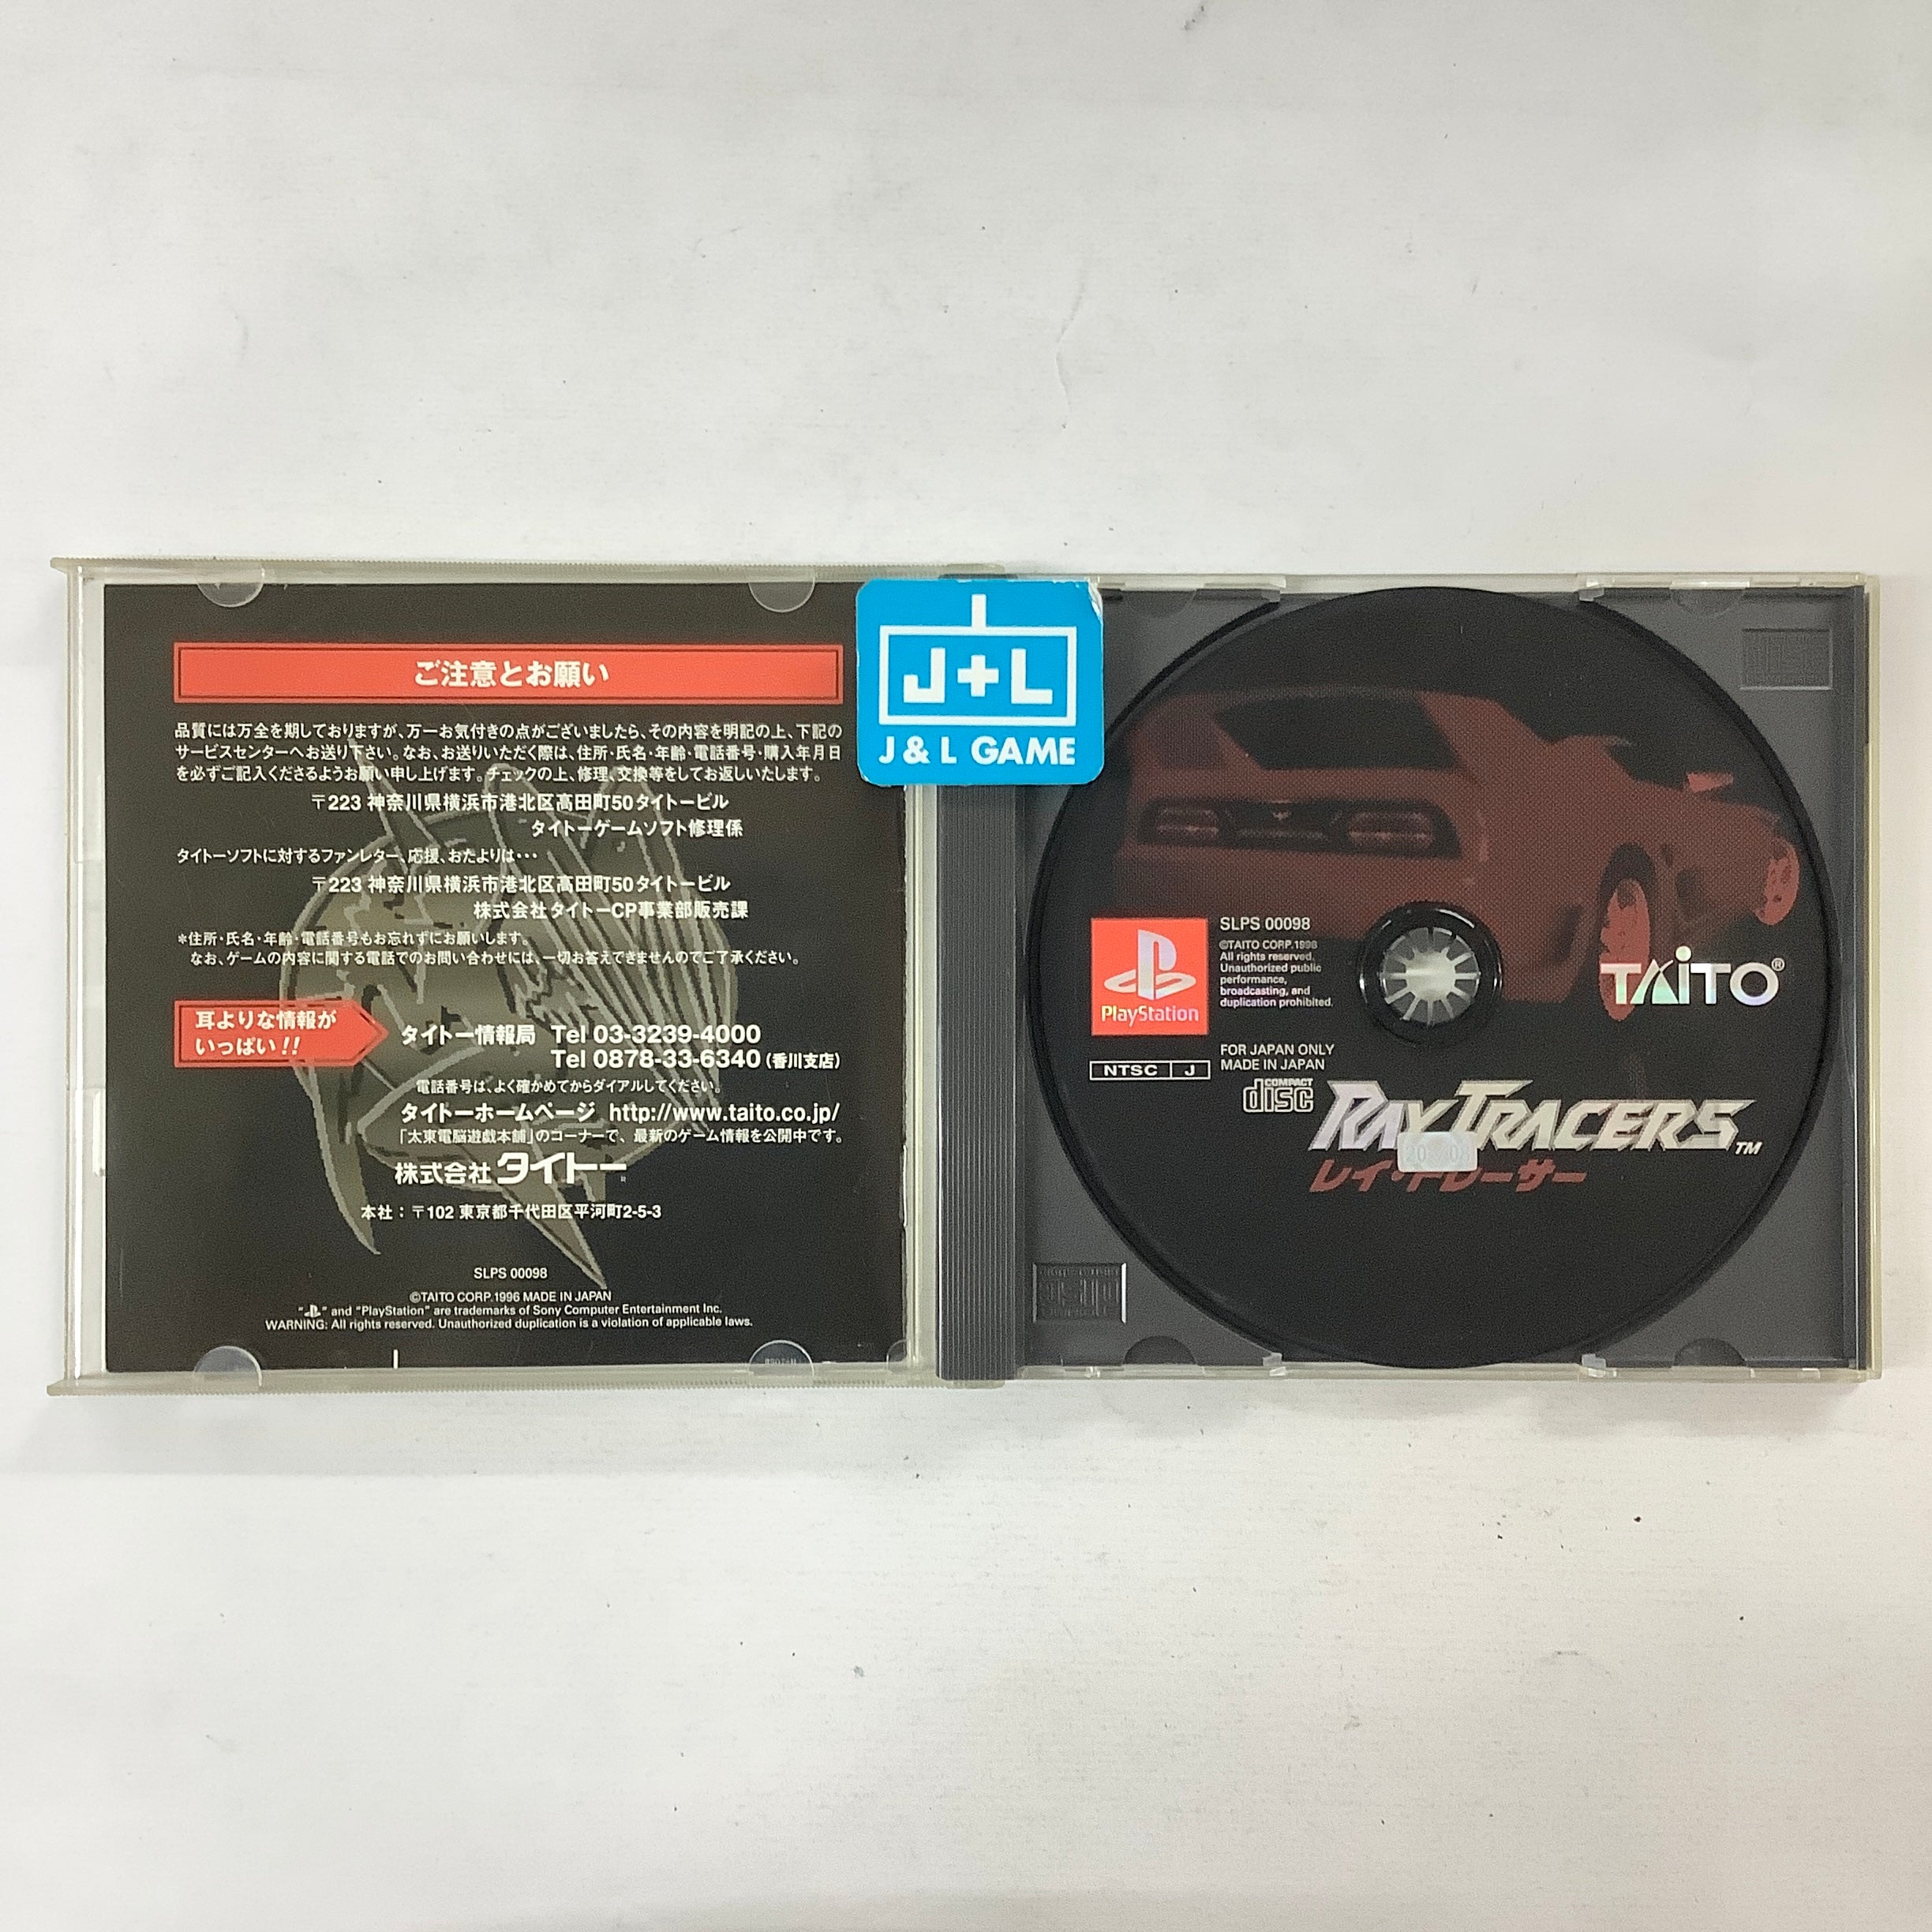 ご注意とお願い
品質には万全を期しておりますが、万一お気付きの点がございましたら、その内容を明記の上、下記の
サービスセンターへお送り下さい。なお、お送りいただく際は、住所・氏名・年齢・電話番号・購入年月日
を必ずご記入くださるようお願い申し上げます。チェックの上、修理、交換等をしてお返しいたします。
〒223 神奈川県横浜市港北区高田町50タイトービル
タイトーゲームソフト修理係
タイトーソフトに対するファンレター、応援、おたよりは・・・
〒223 神奈川県横浜市港北区高田町50タイトービル
株式会社タイトーCP事業部販売課
*住所・氏名・年齢・電話番号もお忘れずにお願いします。
なお、ゲームの内容に関する電話でのお問い合わせには、一切お答えできませんのでご了承ください。
耳よりな情報が
いっぱい!!
タイトー情報局 Tel 03-3239-4000
Tel 0878-33-6340(香川支店)
電話番号は、よく確かめてからダイアルしてください。
タイトーホームページ http://www.taito.co.jp/
「太東電脳遊戯本舗」のコーナーで、最新のゲーム情報を公開中です。
株式会社タイトー
本社:〒102 東京都千代田区平河町2-5-3
SLPS 00098
©TAITO CORP.1996 MADE IN JAPAN
" " and "PlayStation" are trademarks of Sony Computer Entertainment Inc.
WARNING: All rights reserved. Unauthorized duplication is a violation of applicable laws.
J+L
J & L GAME
PlayStation
SLPS 00098
©TAITO CORP.1996
All rights reserved.
Unauthorized public
performance,
broadcasting, and
duplication prohibited.
TAITO®
NTSC J
FOR JAPAN ONLY
MADE IN JAPAN
COMPACT
disc
RAY TRACERS™
レイ・トレーサー